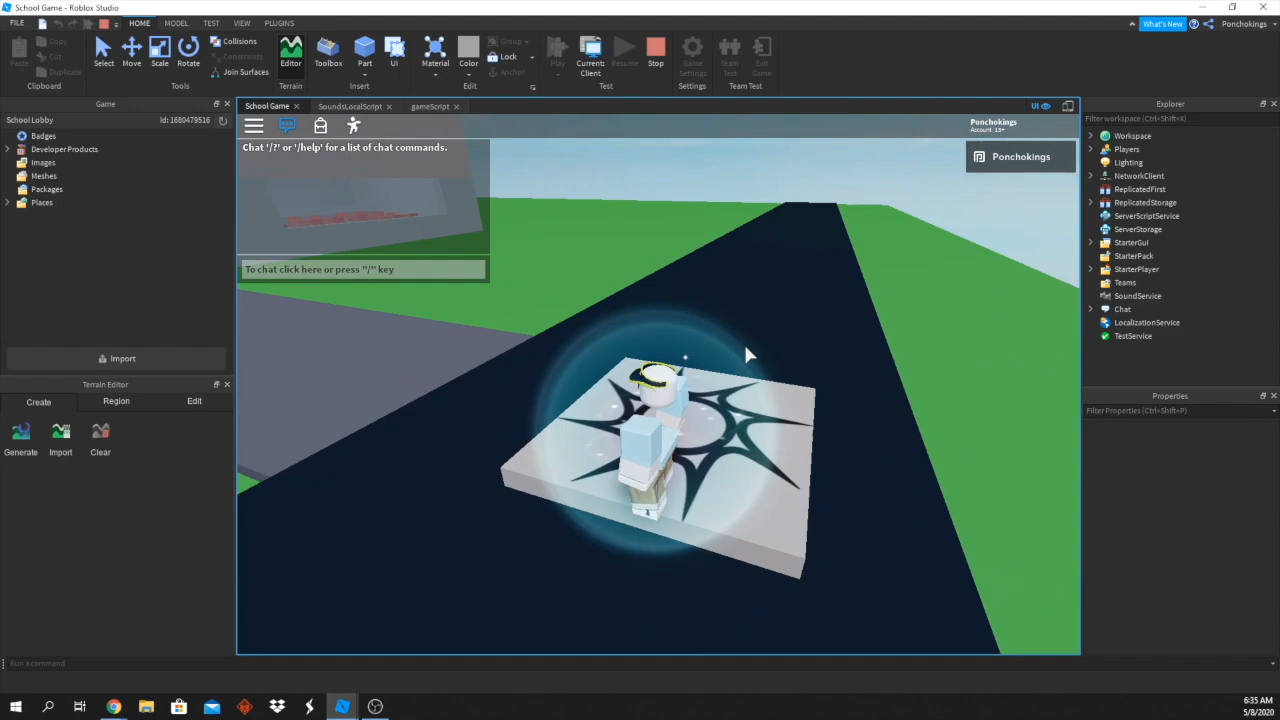 School Game - Roblox Studio
FILE HOME MODEL TEST VIEW PLUGINS What's New Ponchokings
Paste Copy Cut Duplicate Select Move Scale Rotate Collisions Constraints Join Surfaces Editor Toolbox Part UI Material Color Group Lock Anchor Play Current: Client Resume Stop Game Settings Team Test Exit Game
Clipboard Tools Terrain Insert Edit Test Settings Team Test
Game
School Lobby Id: 1680479516
Badges
Developer Products
Images
Meshes
Packages
Places
Import
Terrain Editor
Create Region Edit
Generate Import Clear
School Game SoundsLocalScript gameScript UI
Ponchokings
Account: 13+
Chat '/?' or '/help' for a list of chat commands.
Ponchokings
To chat click here or press "/" key
Explorer
Filter workspace (Ctrl+Shift+X)
Workspace
Players
Lighting
NetworkClient
ReplicatedFirst
ReplicatedStorage
ServerScriptService
ServerStorage
StarterGui
StarterPack
StarterPlayer
Teams
SoundService
Chat
LocalizationService
TestService
Properties
Filter Properties (Ctrl+Shift+P)
Run a command
6:35 AM
5/8/2020